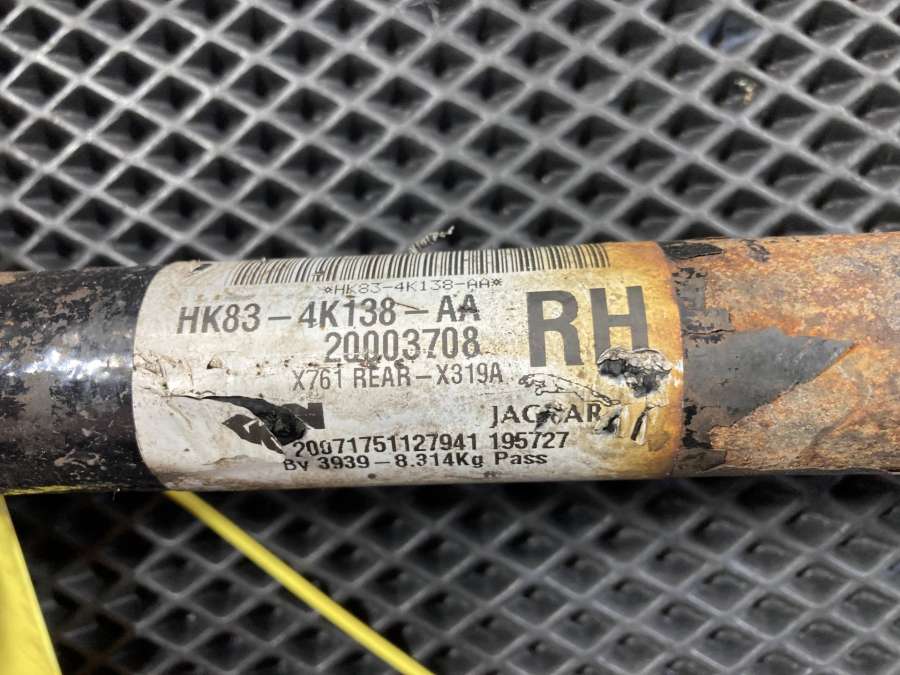 *HK83-4K138-AA*
HK83-4K138-AA
RH
20003708
X761 REAR-X319A
JAGUAR
20071751127941 195727
By 3939-8.314Kg Pass